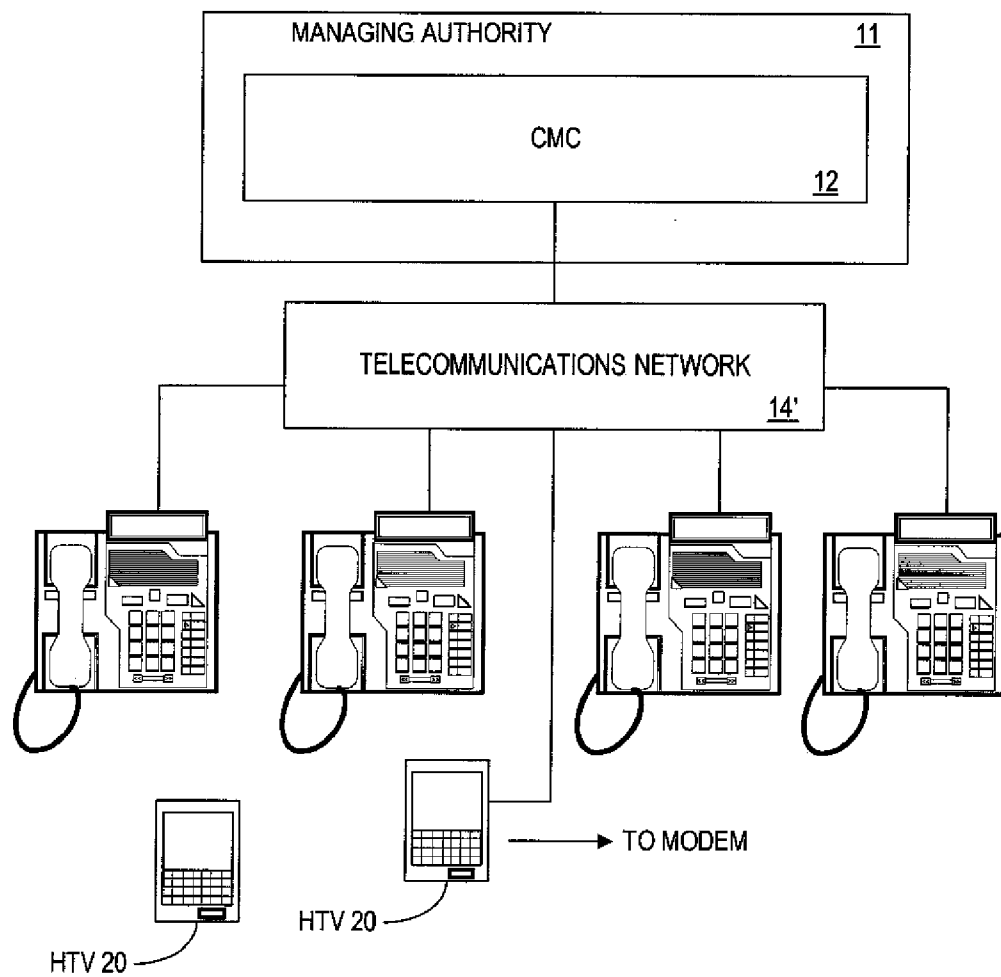 MANAGING AUTHORITY 11
CMC
12
TELECOMMUNICATIONS NETWORK
14'
TO MODEM
HTV 20
HTV 20